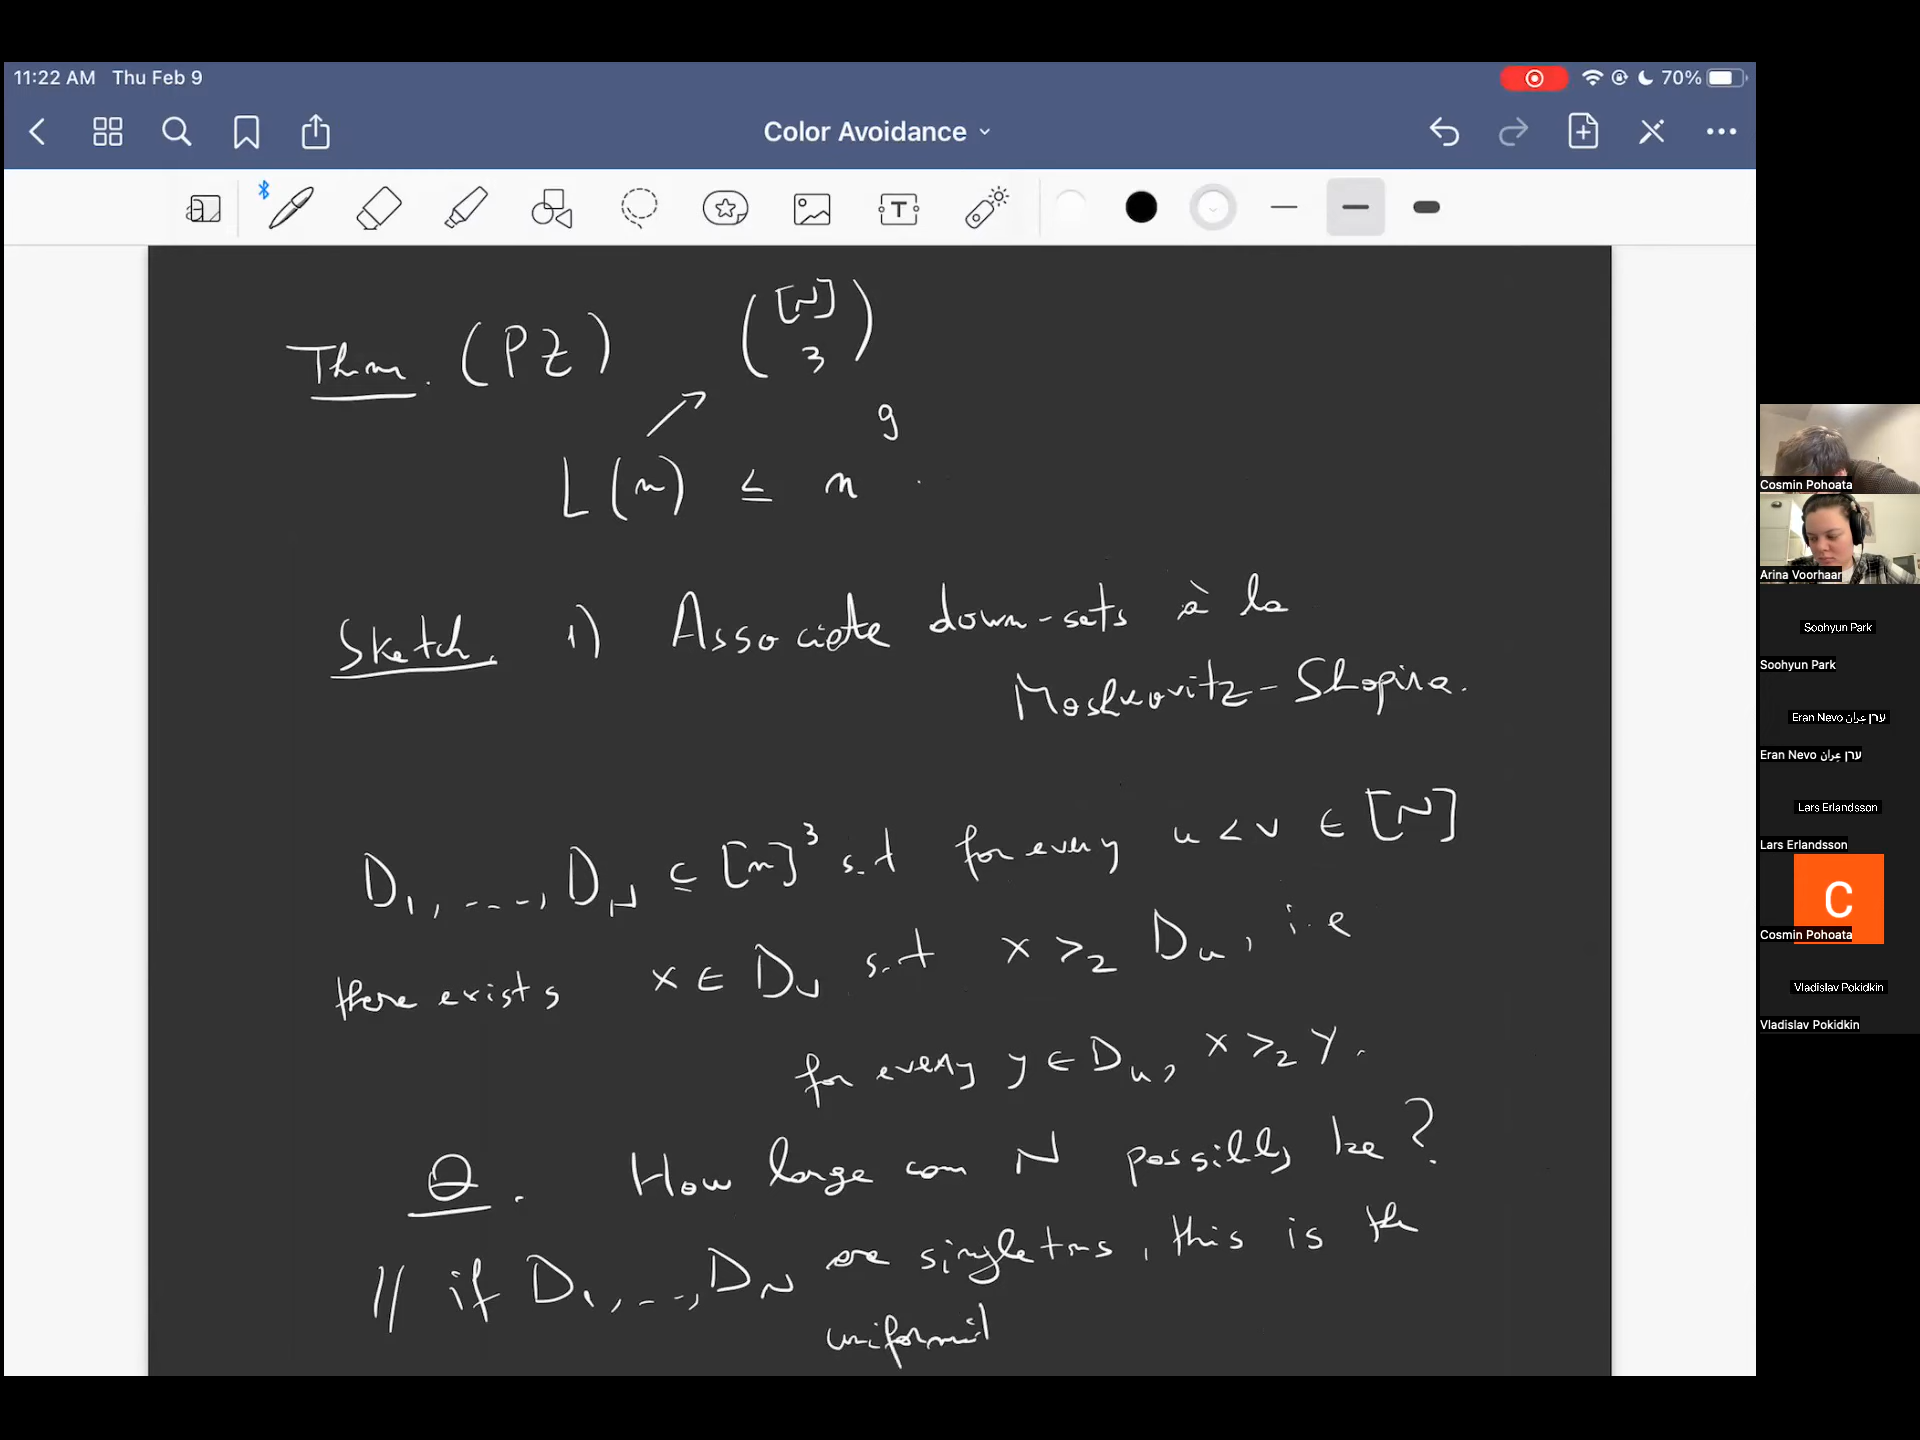 11:22 AM Thu Feb 9
70%
Color Avoidance
Thm. (PZ) ([N] 3)
L(n) ≤ n^9.
Sketch. 1) Associate down-sets à la
Moshkovitz-Shapira.
D_1, ---, D_N ⊆ [n]^3 s.t for every u < v ∈ [N]
there exists x ∈ D_v s.t x >_2 D_u, i.e
for every y ∈ D_u, x >_2 y.
Q. How large can N possibly be?
// if D_1, --, D_N are singletons, this is the
uniformit
Cosmin Pohoata
Arina Voorhaar
Soohyun Park
Soohyun Park
Eran Nevo ערן عران
Eran Nevo ערן عران
Lars Erlandsson
Lars Erlandsson
C
Cosmin Pohoata
Vladislav Pokidkin
Vladislav Pokidkin